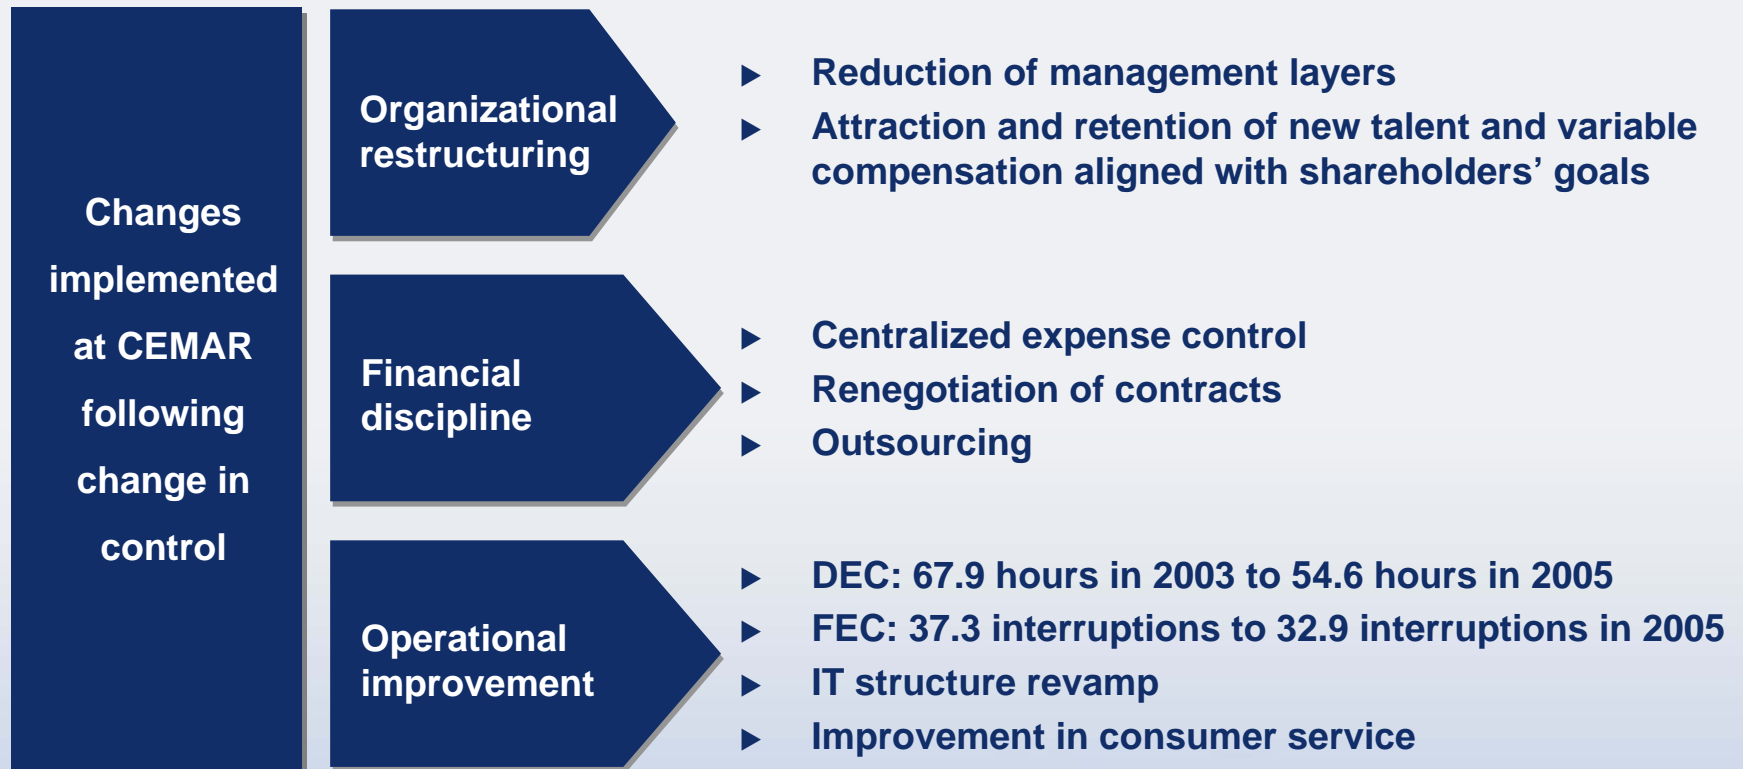 Changes
implemented
at CEMAR
following
change in
control
Organizational
restructuring
Reduction of management layers
Attraction and retention of new talent and variable
compensation aligned with shareholders’ goals
Financial
discipline
Centralized expense control
Renegotiation of contracts
Outsourcing
Operational
improvement
DEC: 67.9 hours in 2003 to 54.6 hours in 2005
FEC: 37.3 interruptions to 32.9 interruptions in 2005
IT structure revamp
Improvement in consumer service